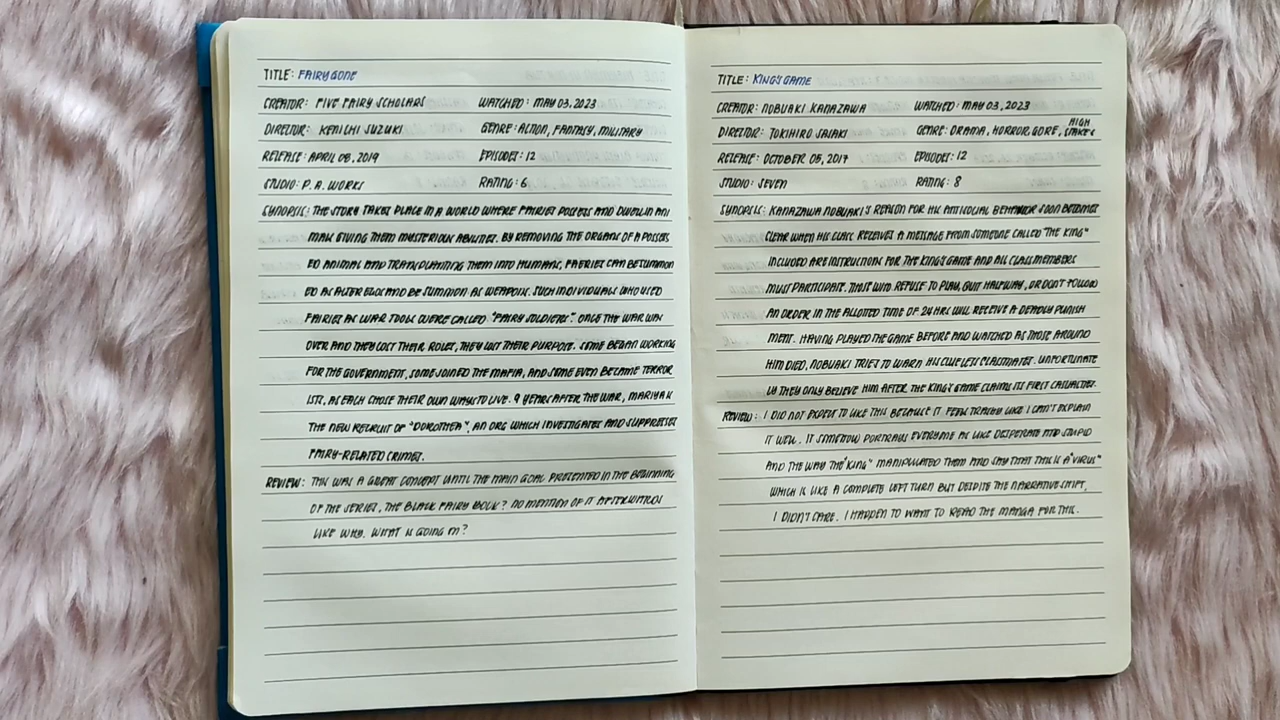 TITLE: FAIRY GONE
CREATOR: FIVE FAIRY SCHOLARS WATCHED: MAY 03, 2023
DIRECTOR: KENICHI SUZUKI GENRE: ACTION, FANTASY, MILITARY
RELEASE: APRIL 08, 2019 EPISODES: 12
STUDIO: P.A. WORKS RATING: 6
SYNOPSIS: THE STORY TAKES PLACE IN A WORLD WHERE FAIRIES POSSESS AND DWELL IN ANI
MALS GIVING THEM MYSTERIOUS ABILITIES. BY REMOVING THE ORGANS OF A POSSESS
ED ANIMAL AND TRANSPLANTING THEM INTO HUMANS, FAERIES CAN BE SUMMON
ED AS ALTER EGOS AND BE SUMMON AS WEAPONS. SUCH INDIVIDUALS WHO USED
FAIRIES AS WAR TOOLS WERE CALLED "FAIRY SOLDIERS". ONCE THE WAR WAS
OVER AND THEY LOST THEIR ROLES, THEY LOST THEIR PURPOSE. SOME BEGAN WORKING
FOR THE GOVERNMENT, SOME JOINED THE MAFIA, AND SOME EVEN BECAME TERROR
ISTS, AS EACH CHOSE THEIR OWN WAYS TO LIVE. 9 YEARS AFTER THE WAR, MARIYA IS
THE NEW RECRUIT OF "DOROTHEA", AN ORG WHICH INVESTIGATES AND SUPPRESSES
FAIRY-RELATED CRIMES.
REVIEW: THIS WAS A GREAT CONCEPT UNTIL THE MAIN GOAL PRESENTED IN THE BEGINNING
OF THE SERIES, THE BLACK FAIRY BOOK? NO MENTION OF IT AFTERWARDS
LIKE WHY. WHAT IS GOING ON?
TITLE: KING'S GAME
CREATOR: NOBUAKI KANAZAWA WATCHED: MAY 03, 2023
DIRECTOR: TOKIHIRO SASAKI GENRE: DRAMA, HORROR, GORE, HIGH STAKES
RELEASE: OCTOBER 05, 2017 EPISODES: 12
STUDIO: SEVEN RATING: 8
SYNOPSIS: KANAZAWA NOBUAKI'S REASON FOR HIS ANTISOCIAL BEHAVIOR SOON BECOMES
CLEAR WHEN HIS CLASS RECEIVES A MESSAGE FROM SOMEONE CALLED "THE KING"
INCLUDED ARE INSTRUCTIONS FOR THE KING'S GAME AND ALL CLASS MEMBERS
MUST PARTICIPATE. THOSE WHO REFUSE TO PLAY, QUIT HALFWAY, OR DON'T FOLLOW
AN ORDER IN THE ALLOTTED TIME OF 24 HRS WILL RECEIVE A DEADLY PUNISH
MENT. HAVING PLAYED THE GAME BEFORE AND WATCHED AS THOSE AROUND
HIM DIED, NOBUAKI TRIES TO WARN HIS CLUELESS CLASSMATES. UNFORTUNATE
LY THEY ONLY BELIEVE HIM AFTER THE KING'S GAME CLAIMS ITS FIRST CASUALTIES.
REVIEW: I DID NOT EXPECT TO LIKE THIS BECAUSE IT FEELS TRASHY LIKE I CAN'T EXPLAIN
IT WELL. IT SOMEHOW PORTRAYS EVERYONE AS LIKE DESPERATE AND STUPID
AND THE WAY THE "KING" MANIPULATED THEM AND SAY THAT THIS IS A "VIRUS"
WHICH IS LIKE A COMPLETE LEFT TURN BUT DESPITE THE NARRATIVE SHIFT,
I DIDN'T CARE. I HAPPEN TO WANT TO READ THE MANGA FOR THIS.